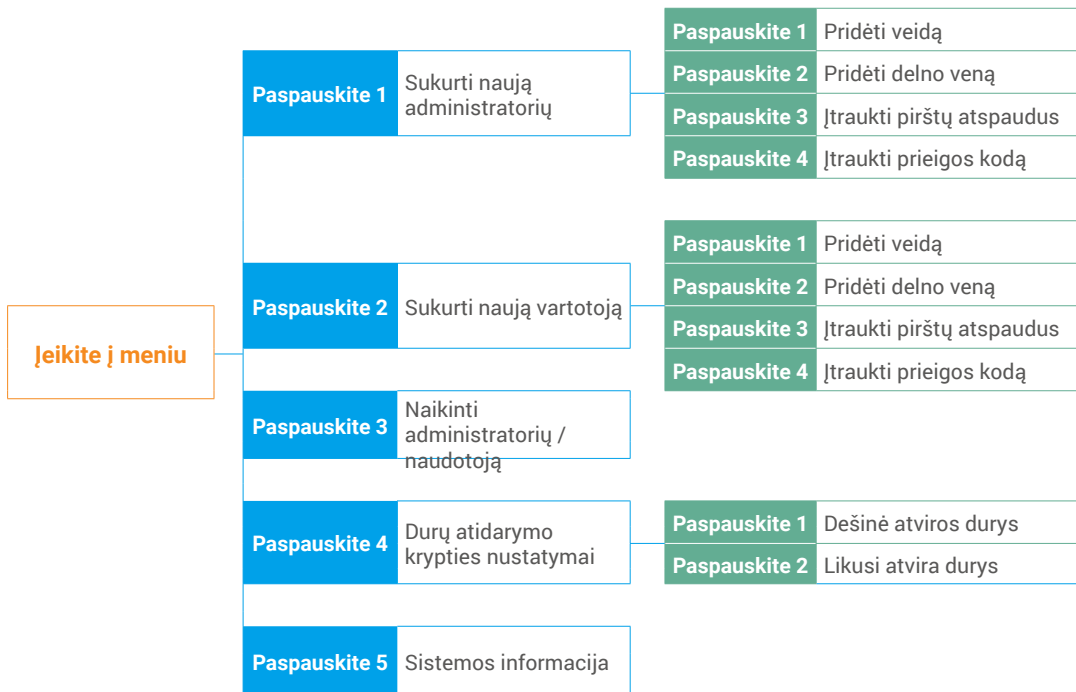 Įeikite į meniu
Paspauskite 1
Sukurti naują
administratorių
Paspauskite 1 Pridėti veidą
Paspauskite 2 Pridėti delno veną
Paspauskite 3 Įtraukti pirštų atspaudus
Paspauskite 4 Įtraukti prieigos kodą
Paspauskite 2 Sukurti naują vartotoją
Paspauskite 1 Pridėti veidą
Paspauskite 2 Pridėti delno veną
Paspauskite 3 Įtraukti pirštų atspaudus
Paspauskite 4 Įtraukti prieigos kodą
Paspauskite 3
Naikinti
administratorių /
naudotoją
Paspauskite 4
Durų atidarymo
krypties nustatymai
Paspauskite 1 Dešinė atviros durys
Paspauskite 2 Likusi atvira durys
Paspauskite 5 Sistemos informacija